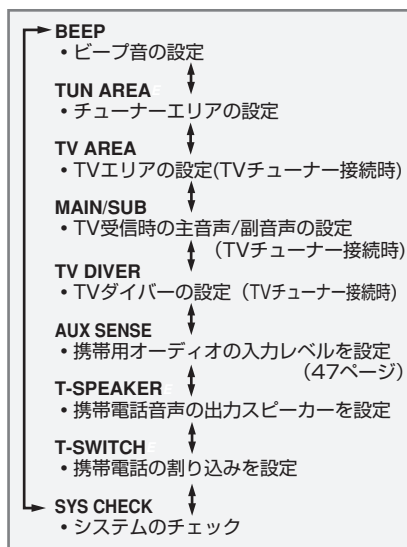 BEEP
・ビープ音の設定
TUN AREA
・チューナーエリアの設定
TV AREA
・TVエリアの設定(TVチューナー接続時)
MAIN/SUB
・TV受信時の主音声/副音声の設定
(TVチューナー接続時)
TV DIVER
・TVダイバーの設定（TVチューナー接続時）
AUX SENSE
・携帯用オーディオの入力レベルを設定
(47ページ)
T-SPEAKER
・携帯電話音声の出力スピーカーを設定
T-SWITCH
・携帯電話の割り込みを設定
SYS CHECK
・システムのチェック